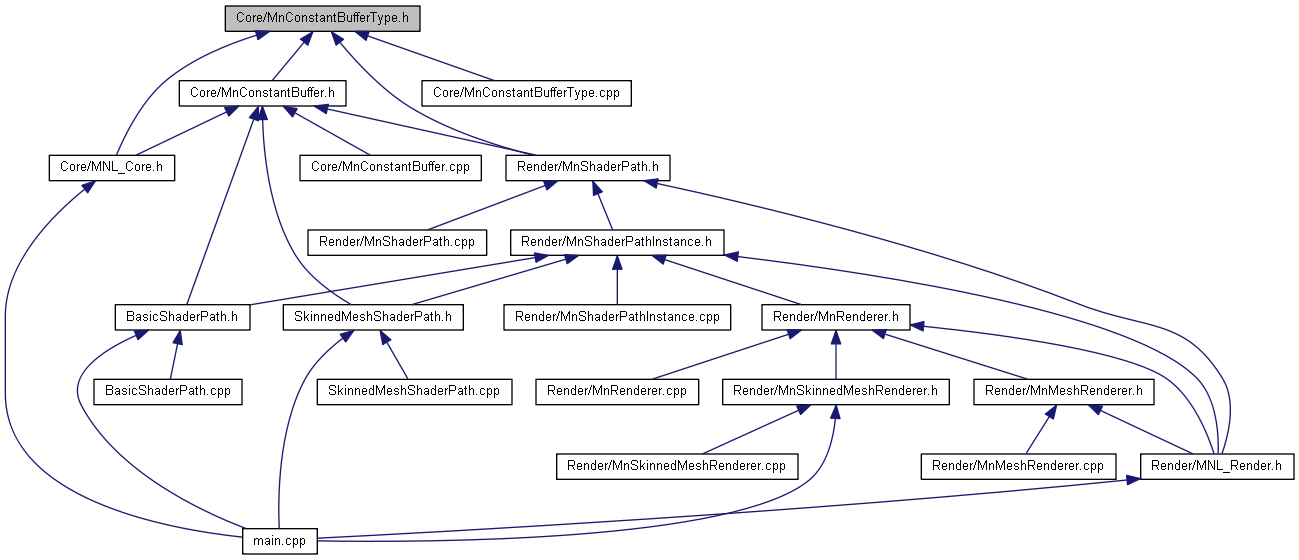 Core/MnConstantBufferType.h
Core/MnConstantBuffer.h
Core/MnConstantBufferType.cpp
Core/MNL_Core.h
Core/MnConstantBuffer.cpp
Render/MnShaderPath.h
Render/MnShaderPath.cpp
Render/MnShaderPathInstance.h
BasicShaderPath.h
SkinnedMeshShaderPath.h
Render/MnShaderPathInstance.cpp
Render/MnRenderer.h
BasicShaderPath.cpp
SkinnedMeshShaderPath.cpp
Render/MnRenderer.cpp
Render/MnSkinnedMeshRenderer.h
Render/MnMeshRenderer.h
Render/MnSkinnedMeshRenderer.cpp
Render/MnMeshRenderer.cpp
Render/MNL_Render.h
main.cpp